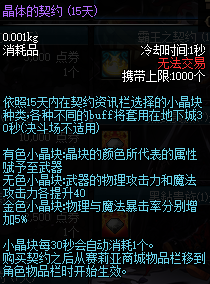 晶体的契约 (15天)
0.001kg
消耗品
冷却时间1秒
无法交易
携带上限1000个
依照15天内在契约资讯栏选择的小晶块
种类,各种不同的buff将套用在地下城3
0秒(决斗场不适用)
有色小晶块:晶块的颜色所代表的属性
赋予至武器
无色小晶块:武器的物理攻击力和魔法
攻击力各提升40
金色小晶块:物理与魔法暴击率分别增
加5%
小晶块每30秒会自动消耗1个。
购买契约之后从赛莉亚商城物品栏移到
角色物品栏时开始生效。